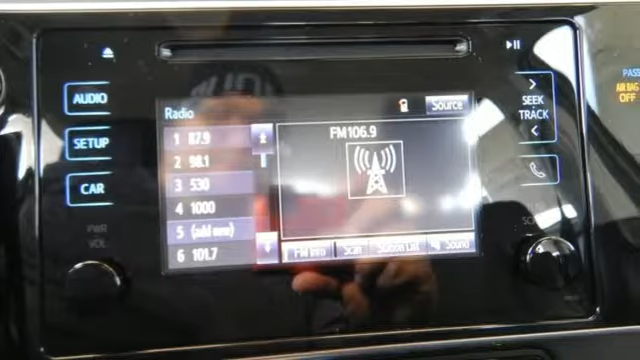 AUDIO
SETUP
CAR
PWR
VOL
Radio
Source
1 87.9
2 98.1
3 530
4 1000
5 (add new)
6 101.7
FM106.9
FM Info
Scan
Station List
Sound
SEEK
TRACK
PASS
AIR BAG
OFF